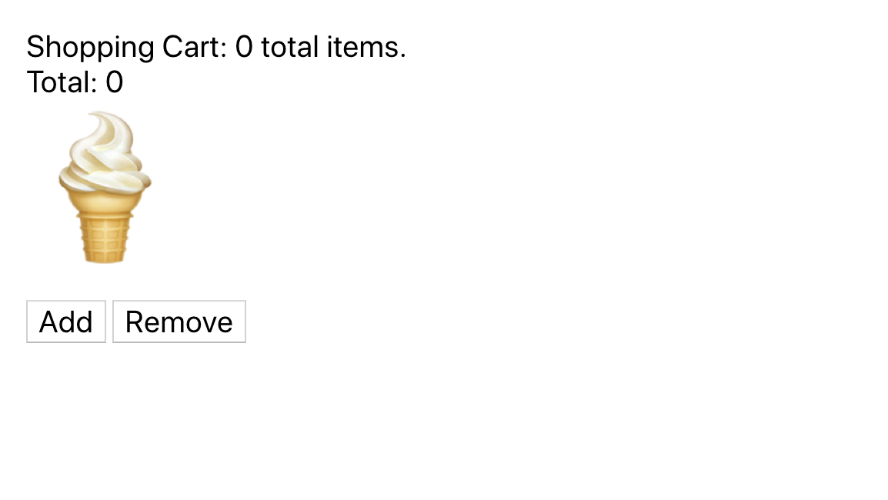 Shopping Cart: 0 total items.
Total: 0
Add Remove